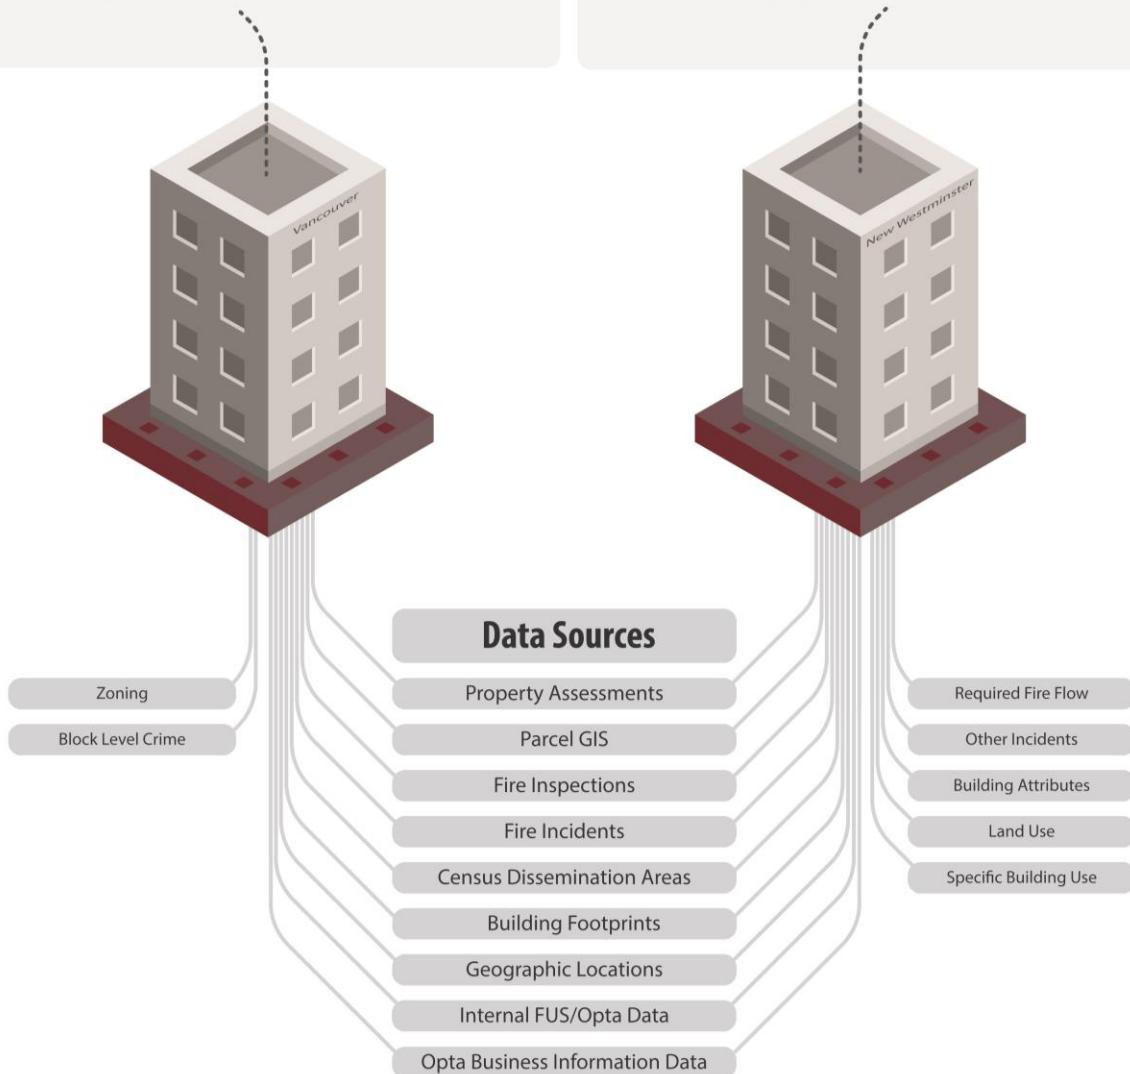 Vancouver
New Westminster
Data Sources
Zoning
Block Level Crime
Property Assessments
Parcel GIS
Fire Inspections
Fire Incidents
Census Dissemination Areas
Building Footprints
Geographic Locations
Internal FUS/Opta Data
Opta Business Information Data
Required Fire Flow
Other Incidents
Building Attributes
Land Use
Specific Building Use